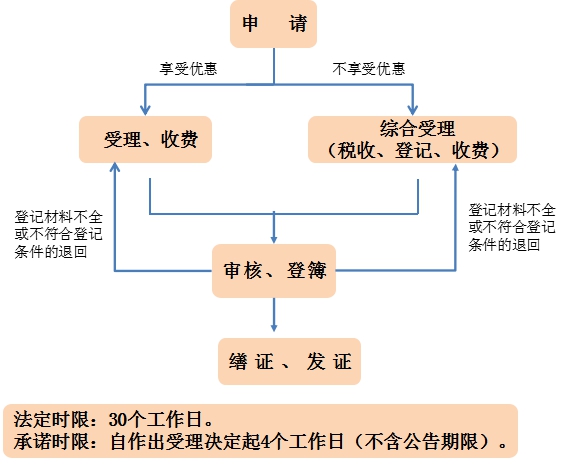 申 请
享受优惠
不享受优惠
受理、收费
综合受理
（税收、登记、收费）
登记材料不全
或不符合登记
条件的退回
登记材料不全
或不符合登记
条件的退回
审核、登簿
缮证、发证
法定时限：30个工作日。
承诺时限：自作出受理决定起4个工作日（不含公告期限）。